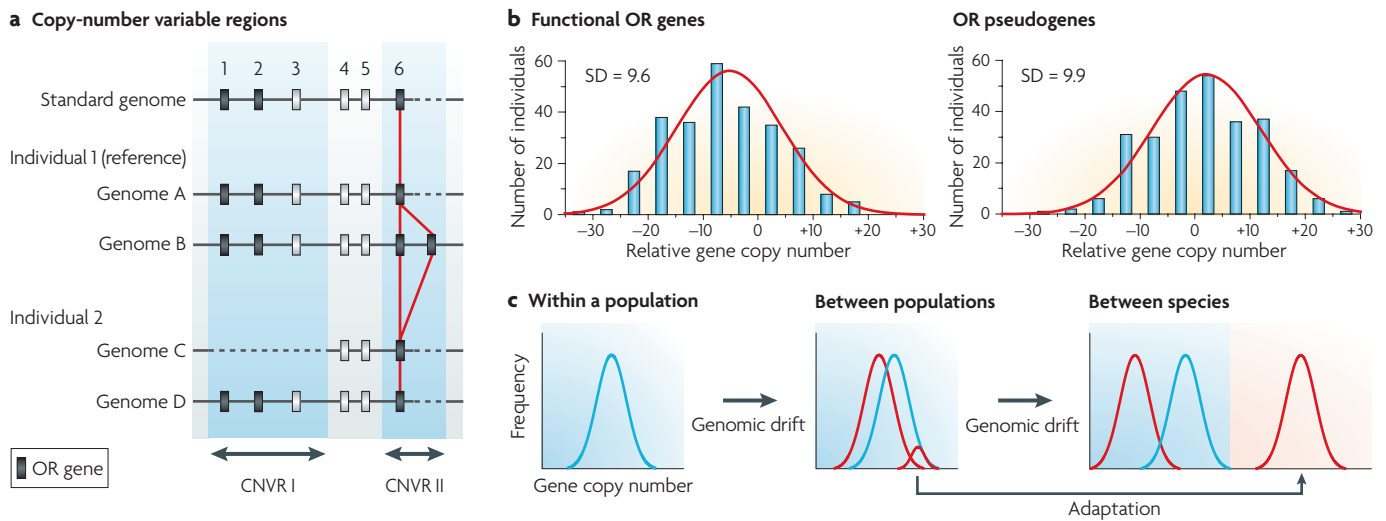 a Copy-number variable regions
1 2 3 4 5 6
Standard genome
Individual 1 (reference)
Genome A
Genome B
Individual 2
Genome C
Genome D
OR gene
CNVR I
CNVR II
b Functional OR genes
SD = 9.6
Number of individuals
60
40
20
0
–30 –20 –10 0 +10 +20 +30
Relative gene copy number
OR pseudogenes
SD = 9.9
Number of individuals
60
40
20
0
–30 –20 –10 0 +10 +20 +30
Relative gene copy number
c Within a population
Frequency
Gene copy number
Genomic drift
Between populations
Genomic drift
Between species
Adaptation